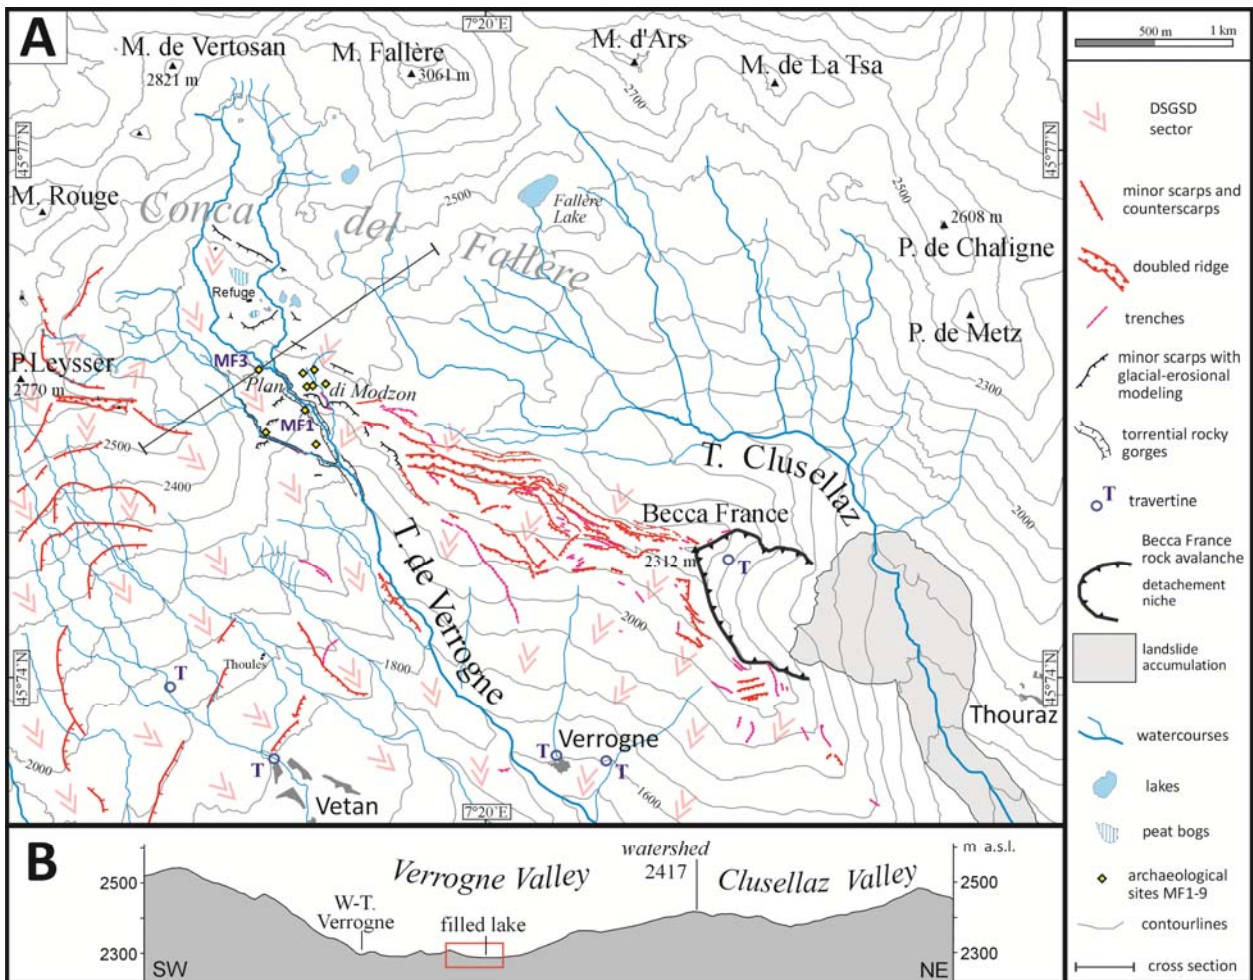 A
7°20'E
M. de Vertosan
2821 m
M. Fallère
3061 m
M. d'Ars
2700
M. de La Tsa
45°77'N
45°77'N
M. Rouge
Conca
del
Fallère
2500
Fallère
Lake
2500
2608 m
P. de Chaligne
Refuge
P. de Metz
P.Leysser
2770 m
MF3
Plan
di Modzon
MF1
2300
2500
2400
T. Clusellaz
Becca France
2312 m
T
2000
T. de Verrogne
2000
1800
Thoules
45°74'N
45°74'N
T
Thouraz
Verrogne
T
T
T
2000
Vetan
1600
7°20'E
500 m
1 km
DSGSD
sector
minor scarps and
counterscarps
doubled ridge
trenches
minor scarps with
glacial-erosional
modeling
torrential rocky
gorges
T
travertine
Becca France
rock avalanche
detachement
niche
landslide
accumulation
watercourses
lakes
peat bogs
archaeological
sites MF1-9
contourlines
cross section
B
Verrogne Valley
watershed
2417
Clusellaz Valley
m a.s.l.
2500
2500
W-T.
Verrogne
filled lake
2300
2300
SW
NE